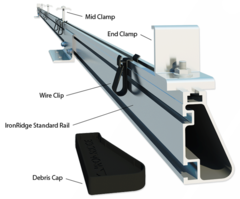 Mid Clamp
End Clamp
Wire Clip
IronRidge Standard Rail
Debris Cap